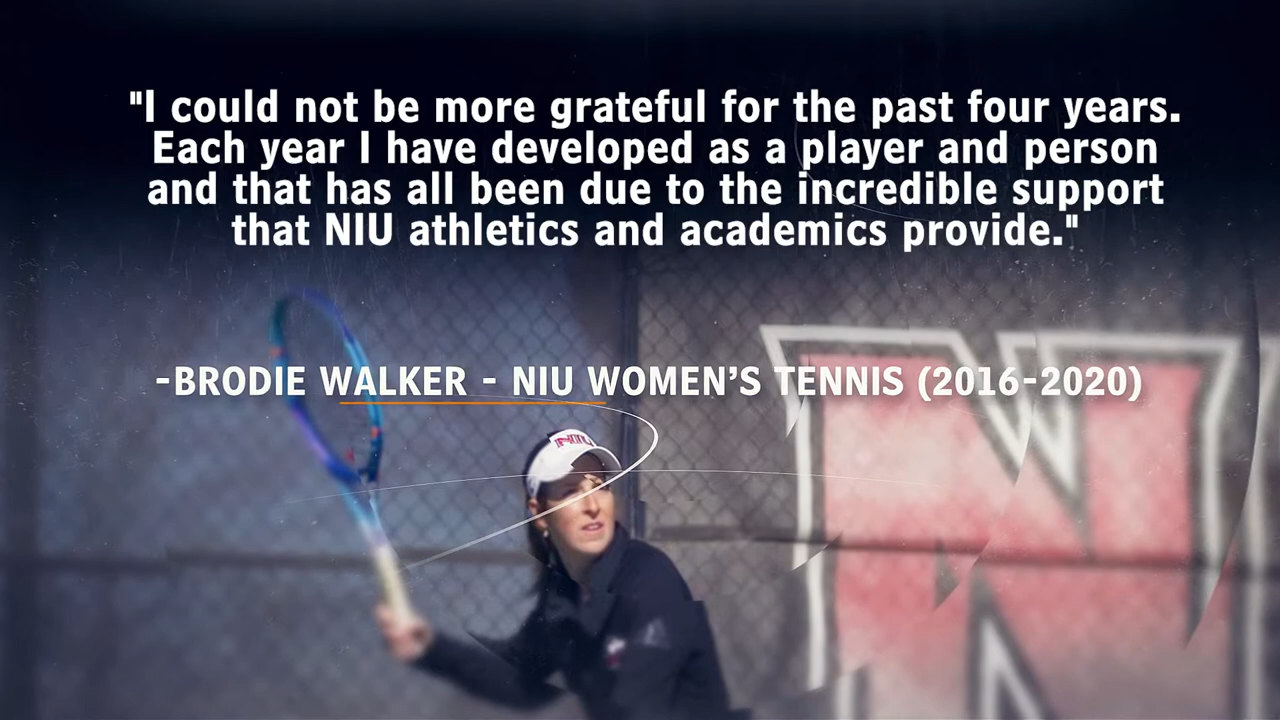 "I could not be more grateful for the past four years.
Each year I have developed as a player and person
and that has all been due to the incredible support
that NIU athletics and academics provide."
-BRODIE WALKER - NIU WOMEN’S TENNIS (2016-2020)
NIU
N